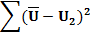 ∑(U̅ − U₂)²